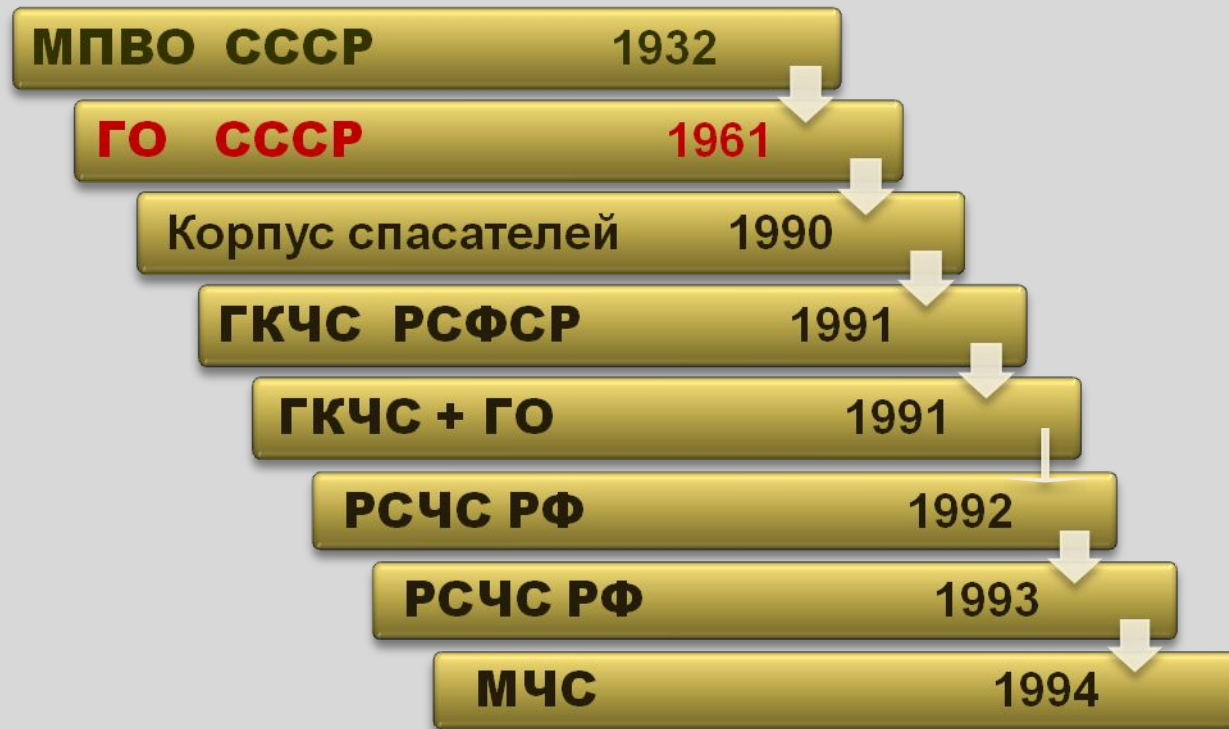 МПВО СССР 1932
ГО СССР 1961
Корпус спасателей 1990
ГКЧС РСФСР 1991
ГКЧС + ГО 1991
РСЧС РФ 1992
РСЧС РФ 1993
МЧС 1994